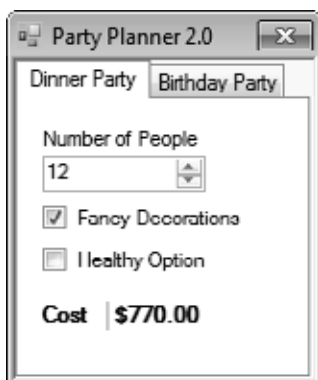 Party Planner 2.0
Dinner Party
Birthday Party
Number of People
12
Fancy Decorations
Healthy Option
Cost $770.00